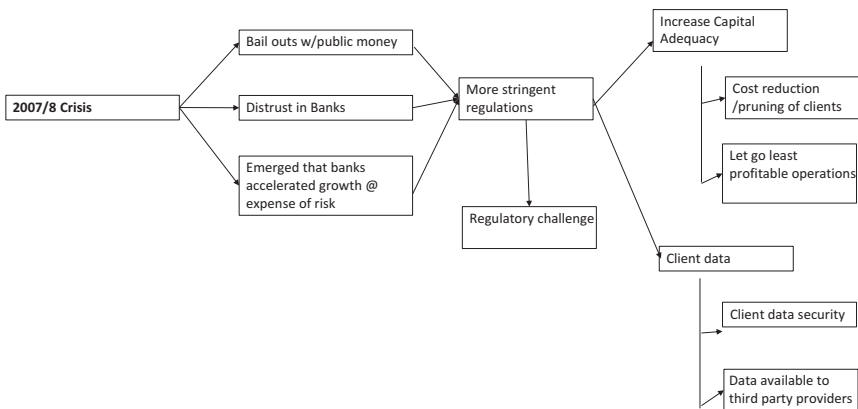 2007/8 Crisis
Bail outs w/public money
Distrust in Banks
Emerged that banks
accelerated growth @
expense of risk
More stringent
regulations
Regulatory challenge
Increase Capital
Adequacy
Cost reduction
/pruning of clients
Let go least
profitable operations
Client data
Client data security
Data available to
third party providers